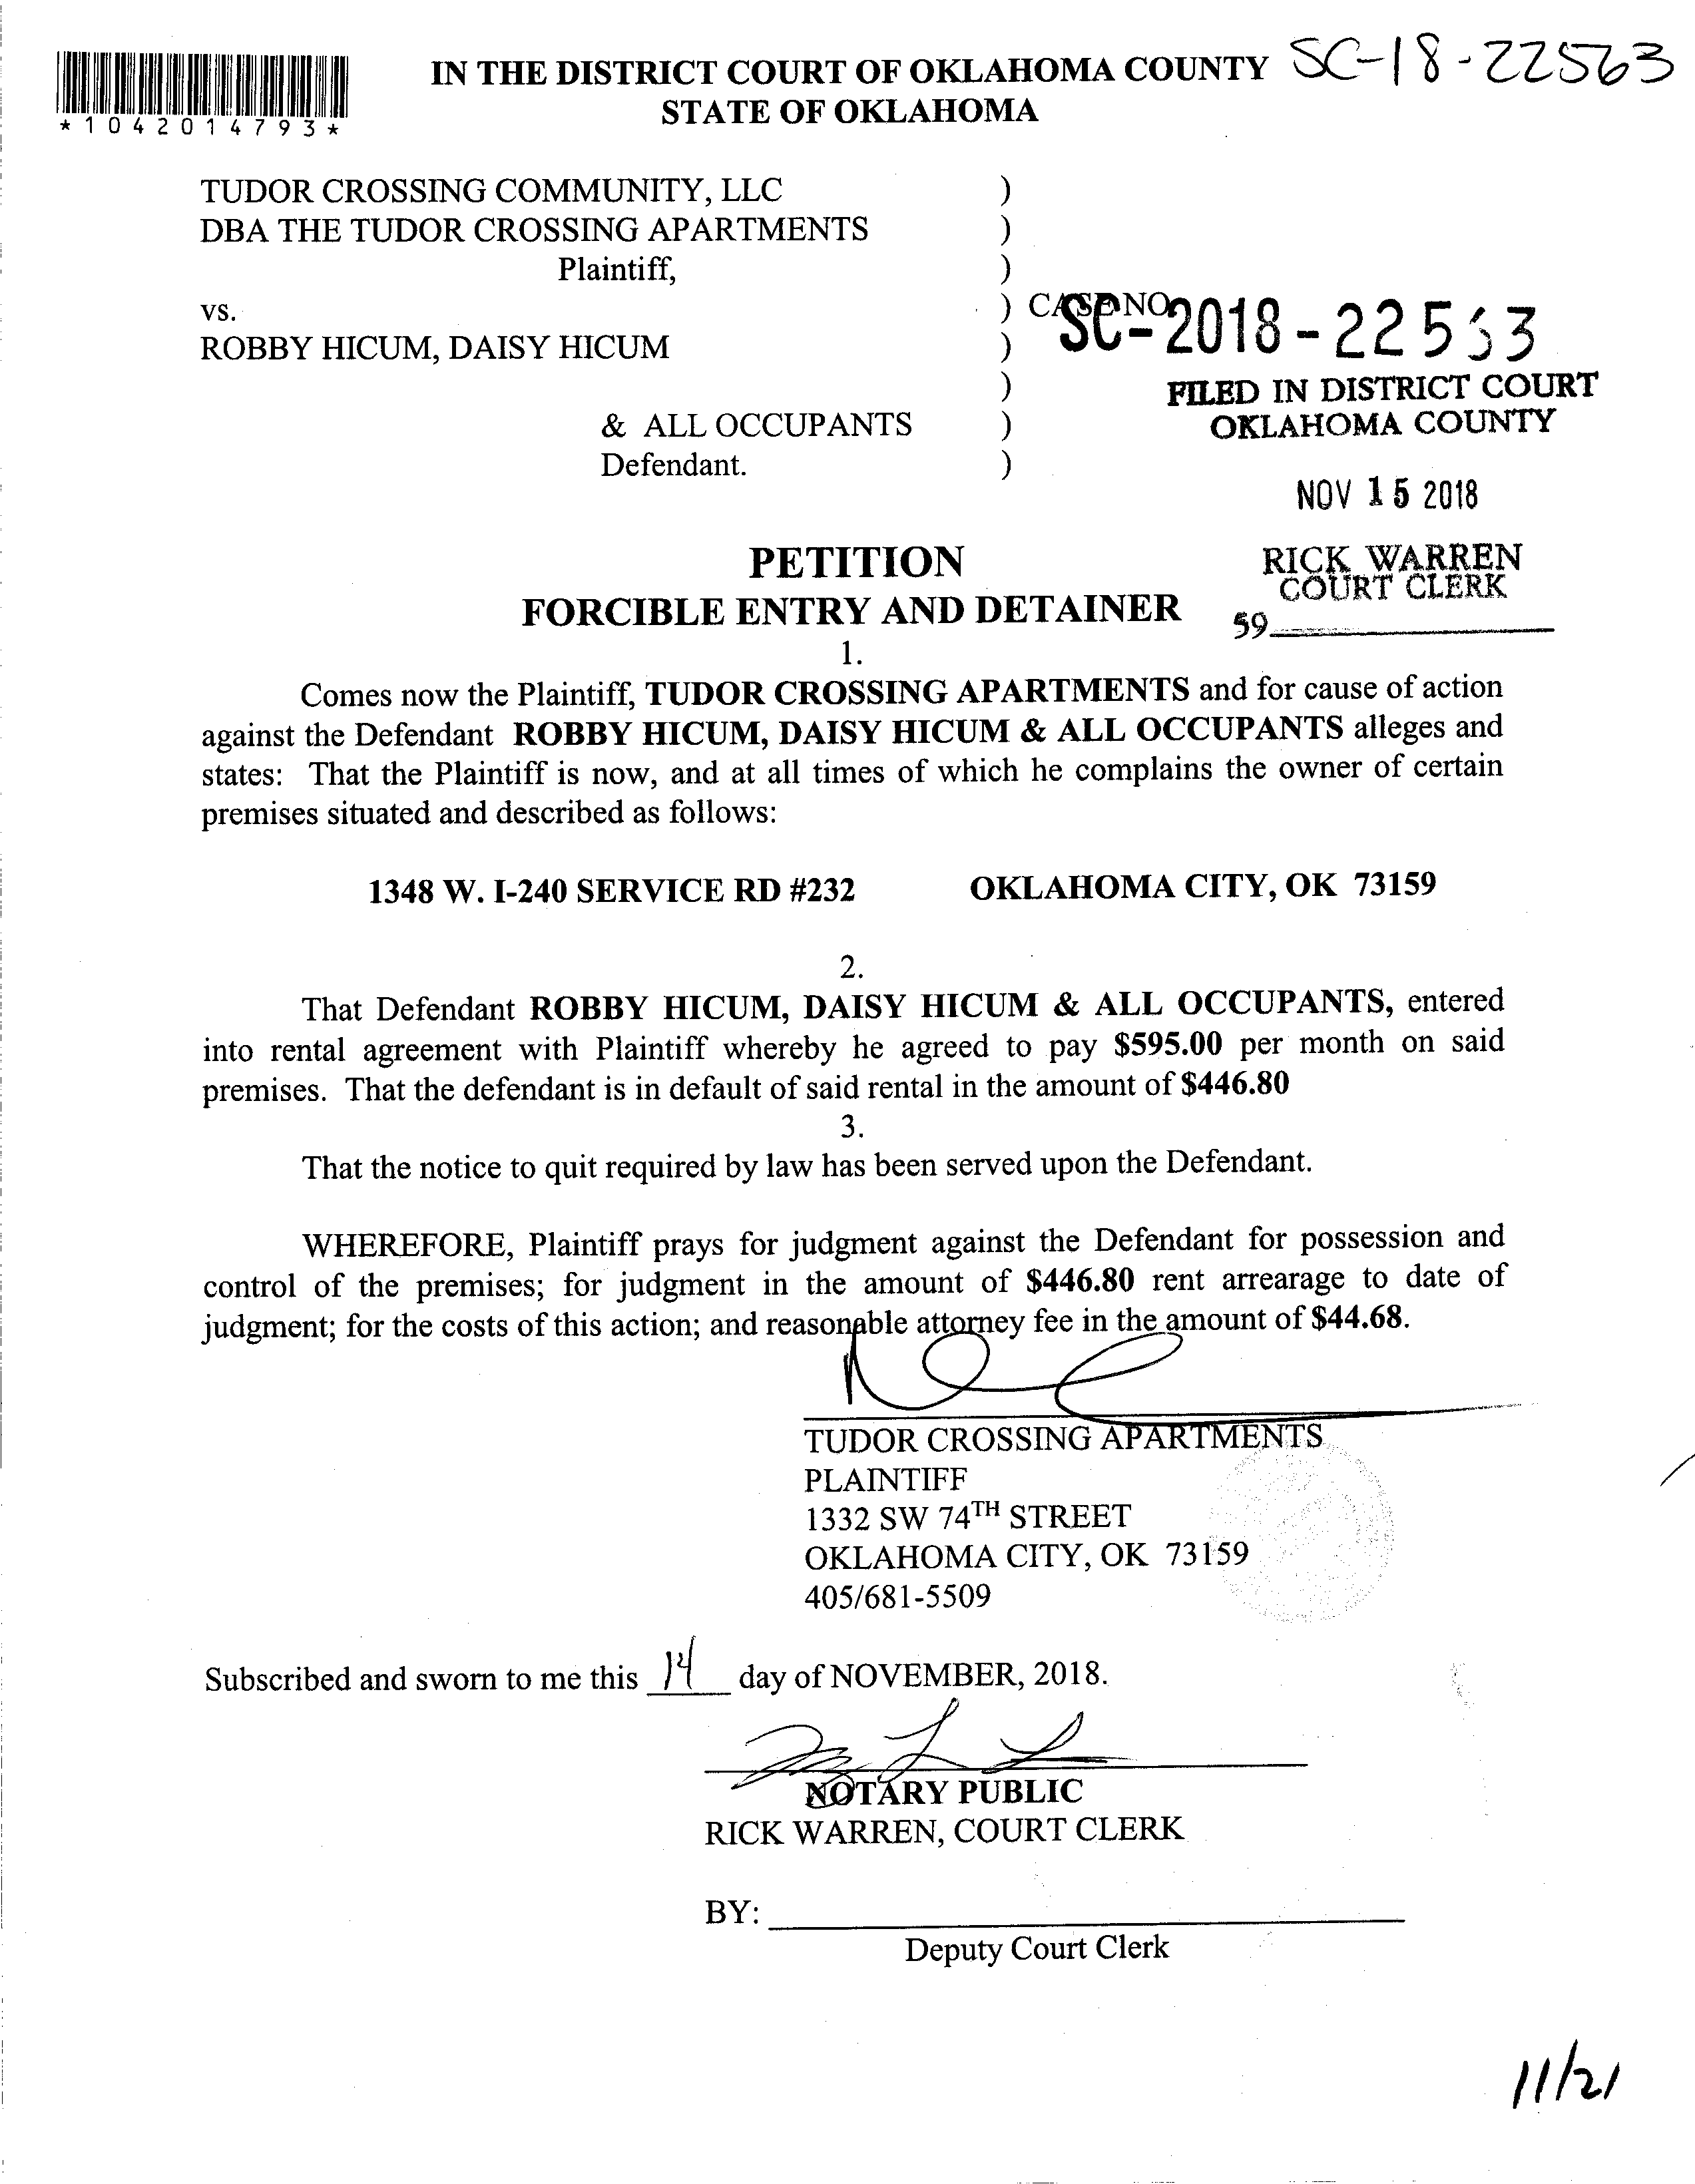 IN THE DISTRICT COURT OF OKLAHOMA COUNTY SC-18-22563
STATE OF OKLAHOMA
*1042014793*
TUDOR CROSSING COMMUNITY, LLC )
DBA THE TUDOR CROSSING APARTMENTS )
Plaintiff, )
vs. ) CASE NO
SC-2018-22563
ROBBY HICUM, DAISY HICUM )
)
FILED IN DISTRICT COURT
& ALL OCCUPANTS )
OKLAHOMA COUNTY
Defendant. )
NOV 15 2018
PETITION
RICK WARREN
COURT CLERK
FORCIBLE ENTRY AND DETAINER
59
1.
Comes now the Plaintiff, TUDOR CROSSING APARTMENTS and for cause of action
against the Defendant ROBBY HICUM, DAISY HICUM & ALL OCCUPANTS alleges and
states: That the Plaintiff is now, and at all times of which he complains the owner of certain
premises situated and described as follows:
1348 W. I-240 SERVICE RD #232 OKLAHOMA CITY, OK 73159
2.
That Defendant ROBBY HICUM, DAISY HICUM & ALL OCCUPANTS, entered
into rental agreement with Plaintiff whereby he agreed to pay $595.00 per month on said
premises. That the defendant is in default of said rental in the amount of $446.80
3.
That the notice to quit required by law has been served upon the Defendant.
WHEREFORE, Plaintiff prays for judgment against the Defendant for possession and
control of the premises; for judgment in the amount of $446.80 rent arrearage to date of
judgment; for the costs of this action; and reasonable attorney fee in the amount of $44.68.
TUDOR CROSSING APARTMENTS
PLAINTIFF
1332 SW 74TH STREET
OKLAHOMA CITY, OK 73159
405/681-5509
Subscribed and sworn to me this 14 day of NOVEMBER, 2018.
NOTARY PUBLIC
RICK WARREN, COURT CLERK
BY:
Deputy Court Clerk
11/21